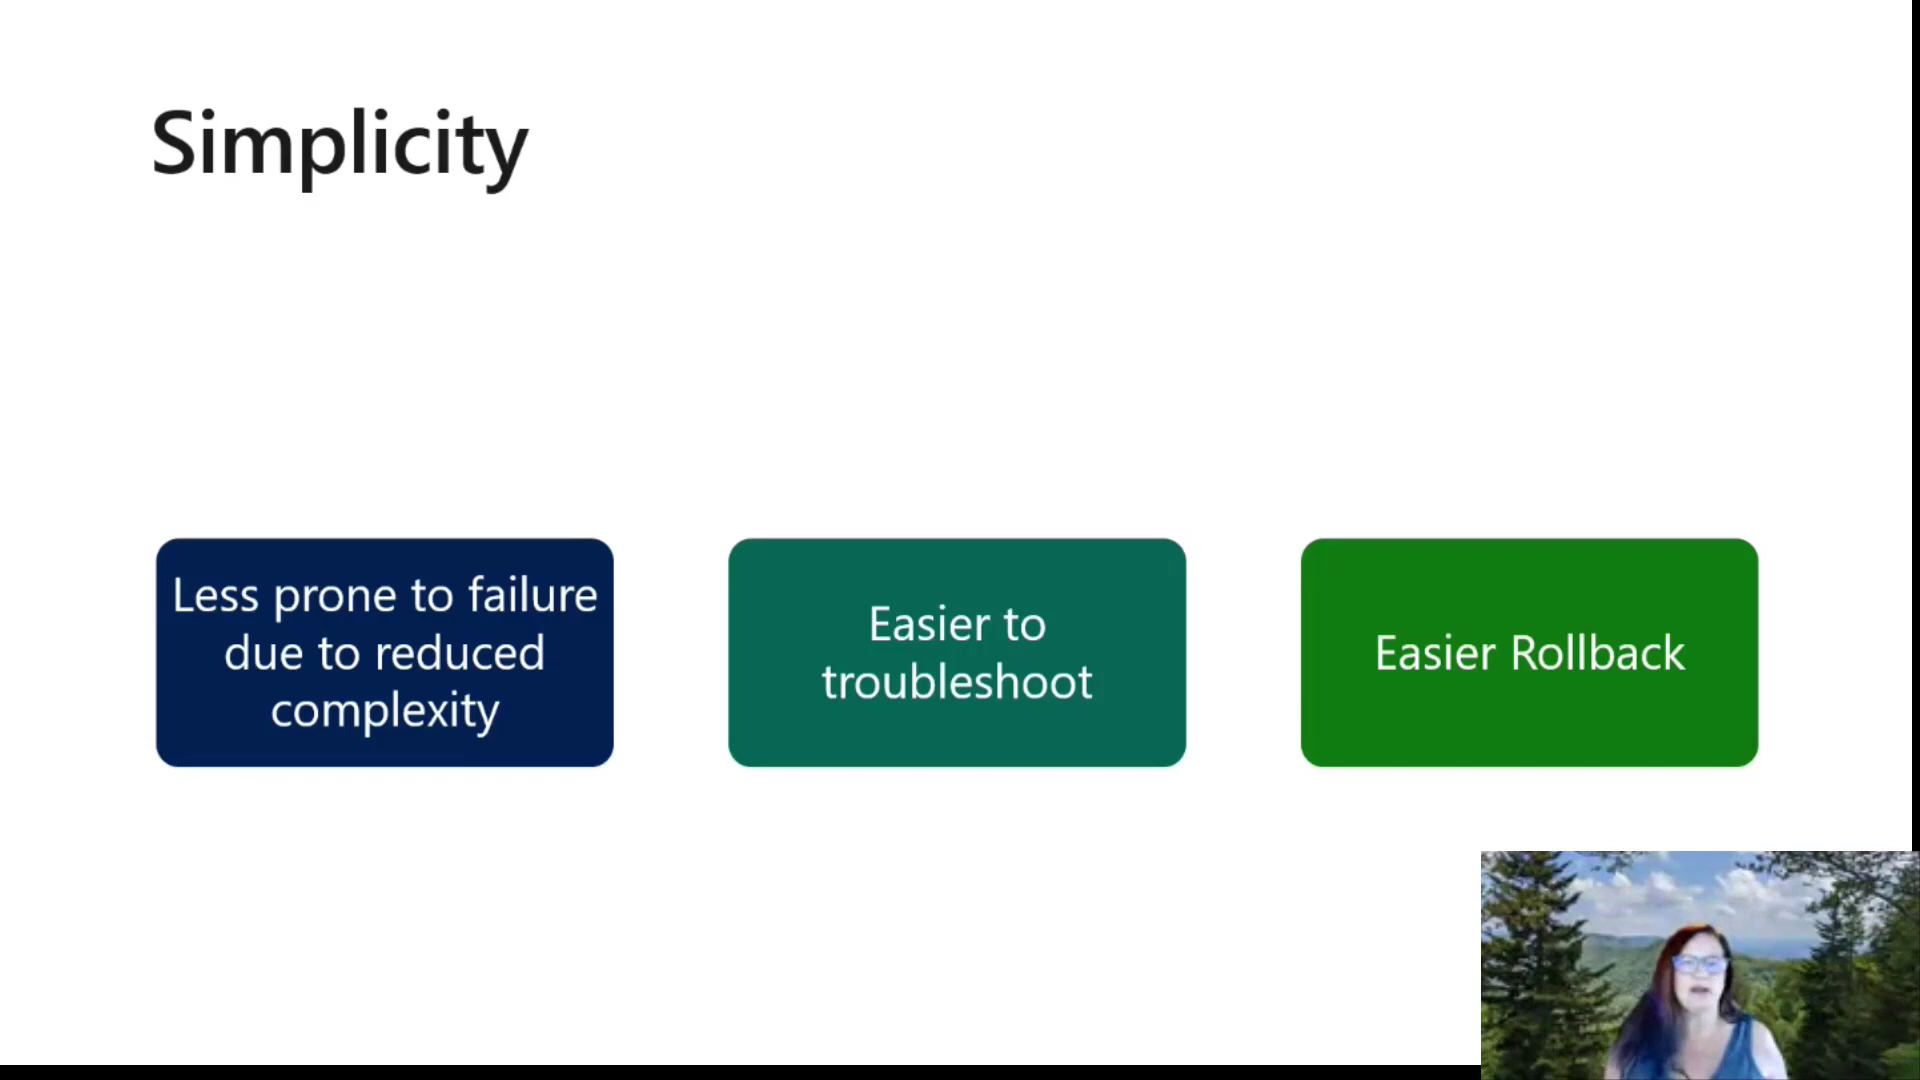 Simplicity
Less prone to failure
due to reduced
complexity
Easier to
troubleshoot
Easier Rollback